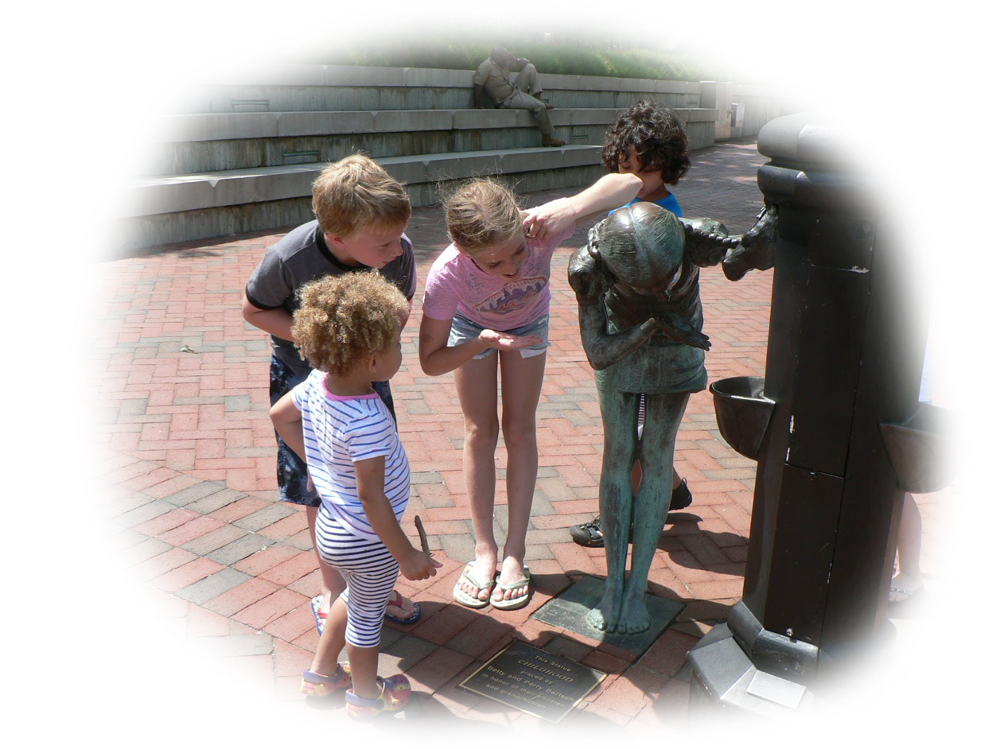 This Statue
CHILDHOOD
placed by
Betty and Perry Bartsch
in honor of their children
and grandchildren